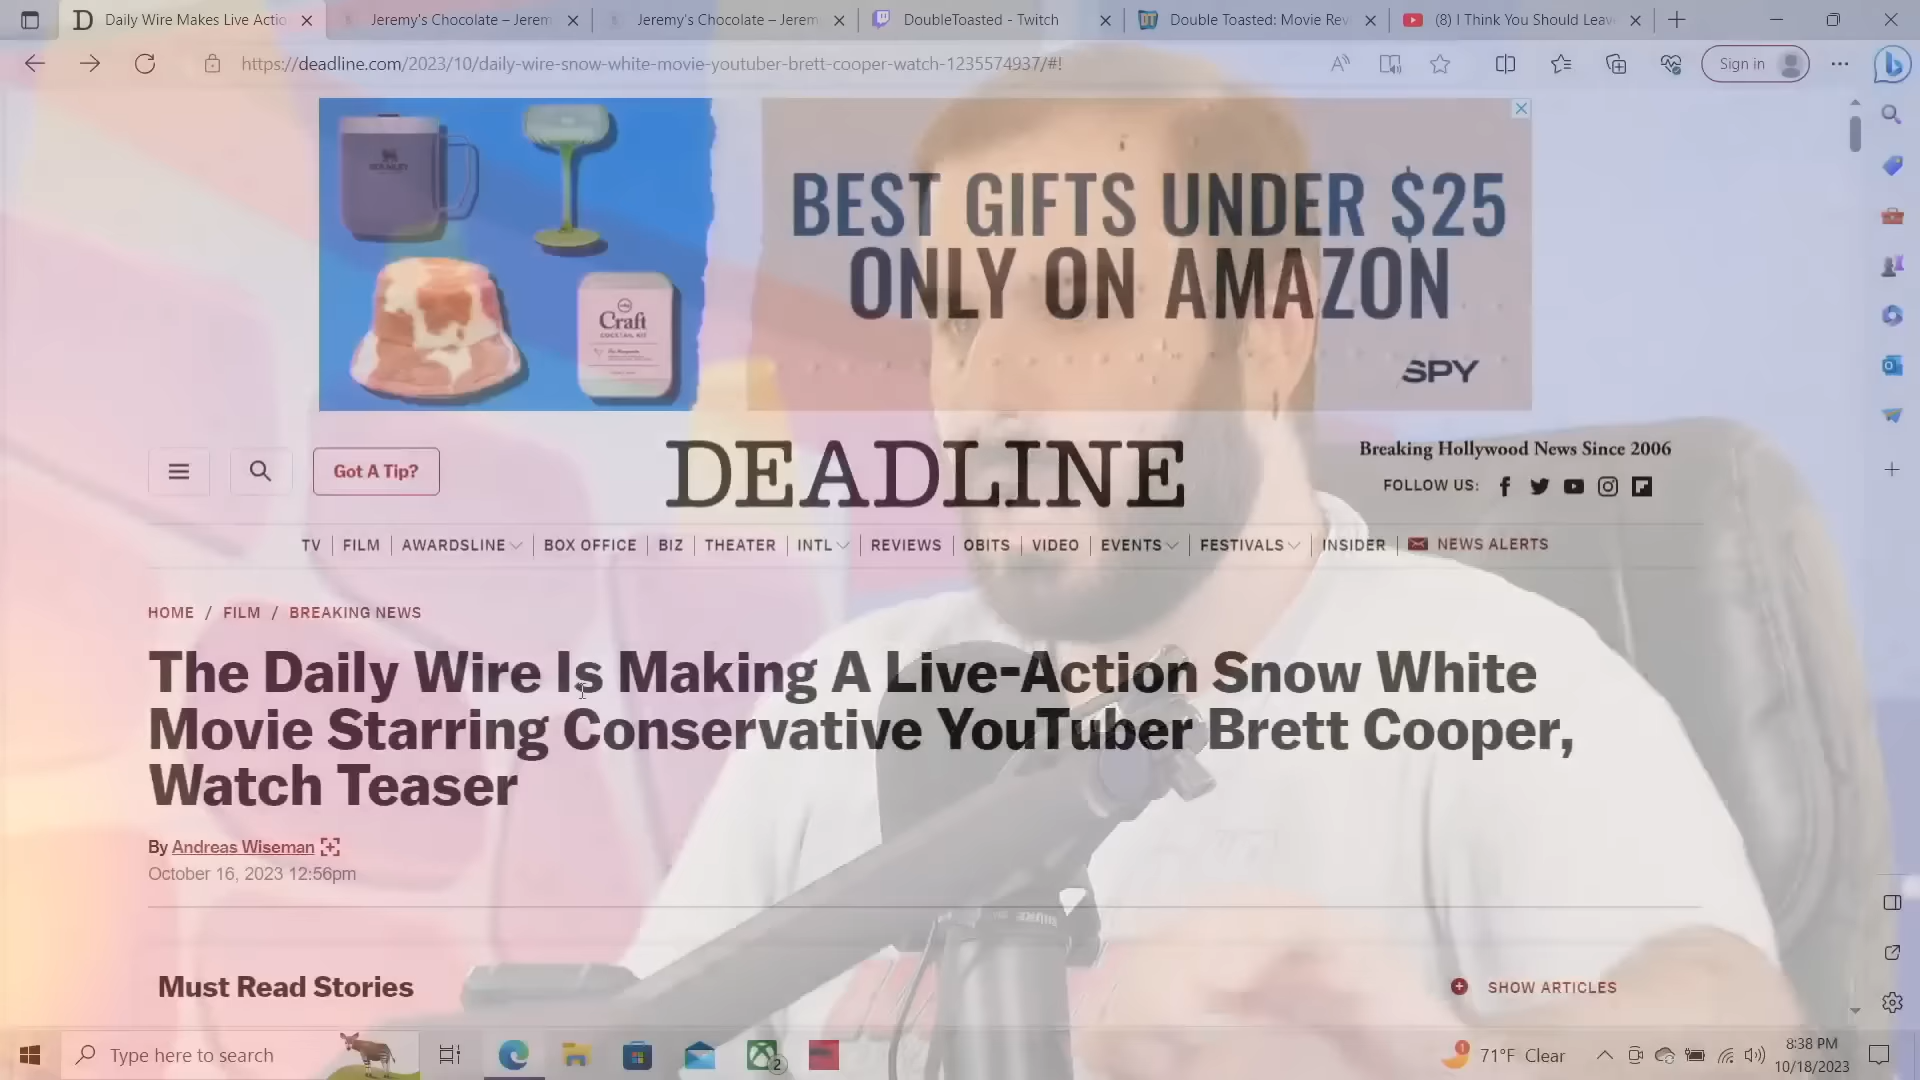 Daily Wire Makes Live Actio
Jeremy's Chocolate – Jerem
Jeremy's Chocolate – Jerem
DoubleToasted - Twitch
Double Toasted: Movie Rev
(8) I Think You Should Leav
https://deadline.com/2023/10/daily-wire-snow-white-movie-youtuber-brett-cooper-watch-1235574937/#!
Sign in
BEST GIFTS UNDER $25
ONLY ON AMAZON
SPY
Craft
COCKTAIL KIT
Got A Tip?
DEADLINE
Breaking Hollywood News Since 2006
FOLLOW US:
TV FILM AWARDSLINE BOX OFFICE BIZ THEATER INTL REVIEWS OBITS VIDEO EVENTS FESTIVALS INSIDER NEWS ALERTS
HOME / FILM / BREAKING NEWS
The Daily Wire Is Making A Live-Action Snow White
Movie Starring Conservative YouTuber Brett Cooper,
Watch Teaser
By Andreas Wiseman
October 16, 2023 12:56pm
Must Read Stories
SHOW ARTICLES
Type here to search
2
1
71°F Clear
8:38 PM
10/18/2023